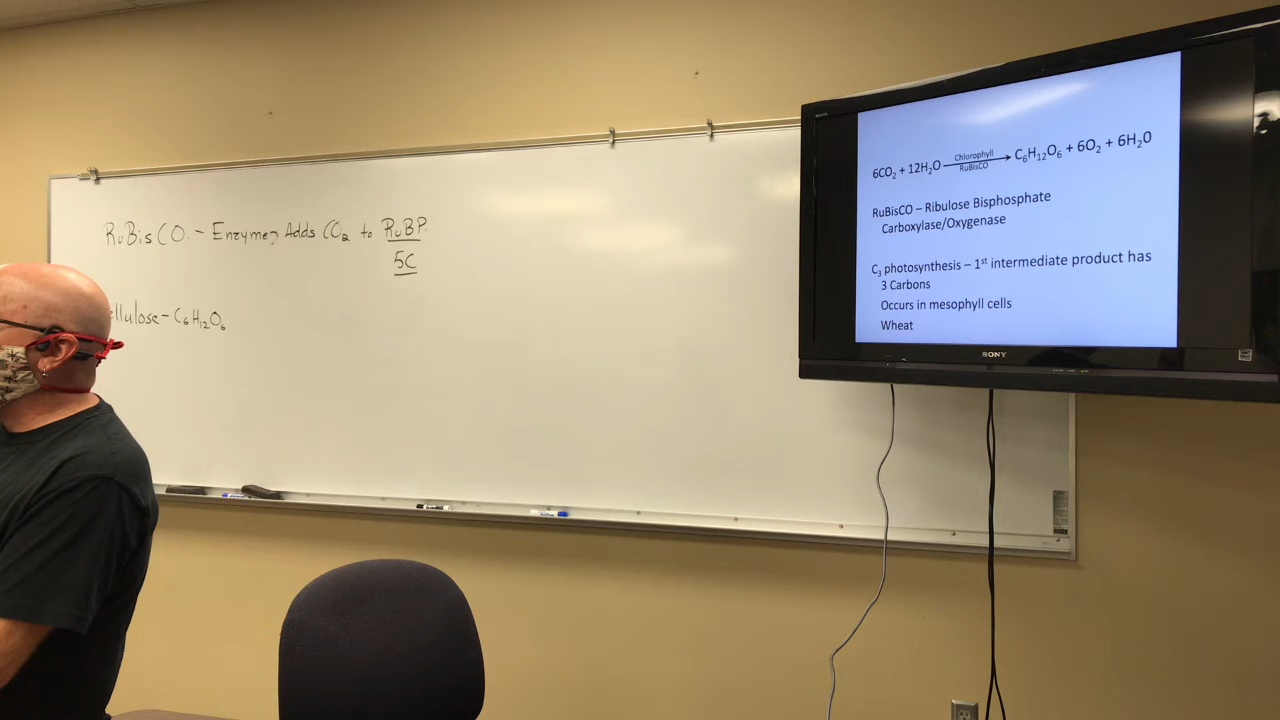 RuBisCO. - Enzyme, Adds CO₂ to RuBP.
5C
llulose - C₆H₁₂O₆
6CO₂ + 12H₂O Chlorophyll RuBisCO C₆H₁₂O₆ + 6O₂ + 6H₂O
RuBisCO – Ribulose Bisphosphate
Carboxylase/Oxygenase
C₃ photosynthesis – 1st intermediate product has
3 Carbons
Occurs in mesophyll cells
Wheat
SONY